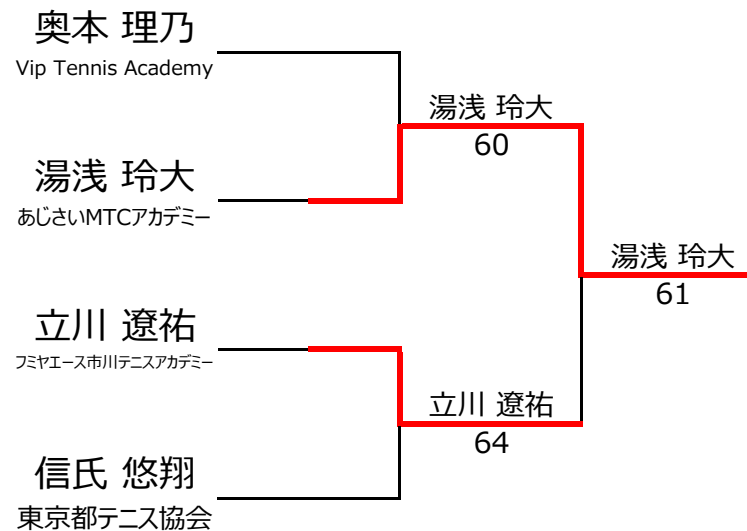 奥本 理乃
Vip Tennis Academy
湯浅 玲大
60
湯浅 玲大
あじさいMTCアカデミー
湯浅 玲大
61
立川 遼祐
フミヤエース市川テニスアカデミー
立川 遼祐
64
信氏 悠翔
東京都テニス協会